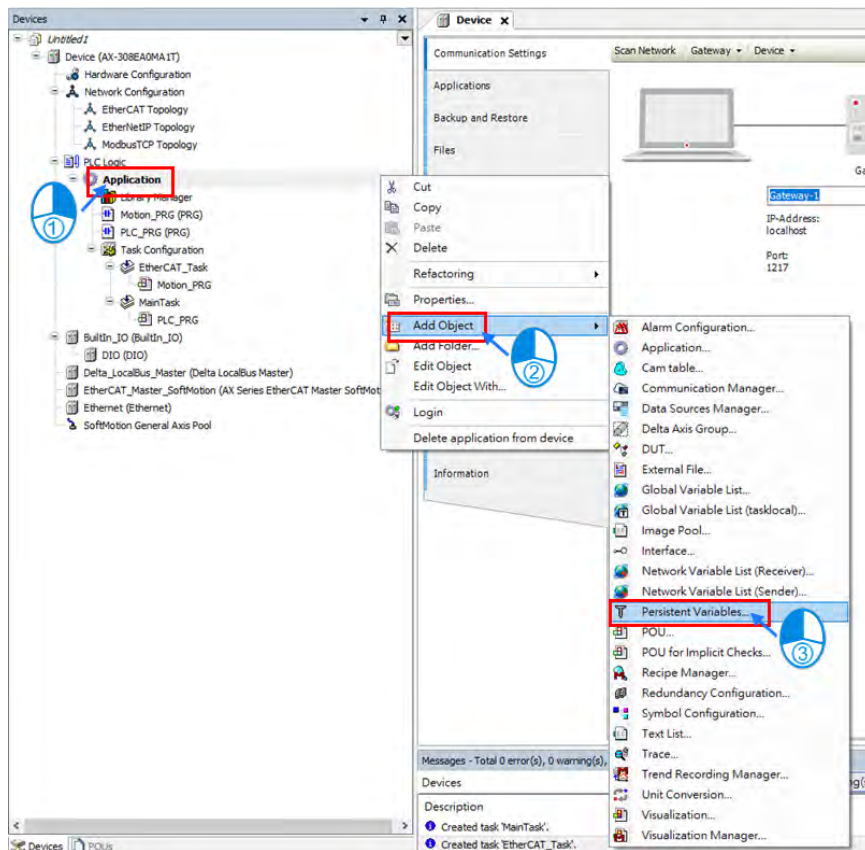 Devices
Untitled1
Device (AX-308EA0MA1T)
Hardware Configuration
Network Configuration
EtherCAT Topology
EtherNetIP Topology
ModbusTCP Topology
PLC Logic
Application
Library Manager
Motion_PRG (PRG)
PLC_PRG (PRG)
Task Configuration
EtherCAT_Task
Motion_PRG
MainTask
PLC_PRG
BuiltIn_IO (BuiltIn_IO)
DIO (DIO)
Delta_LocalBus_Master (Delta LocalBus Master)
EtherCAT_Master_SoftMotion (AX Series EtherCAT Master SoftMot
Ethernet (Ethernet)
SoftMotion General Axis Pool
Devices
POUs
①
Cut
Copy
Paste
Delete
Refactoring
Properties...
Add Object
Add Folder...
Edit Object
Edit Object With...
Login
Delete application from device
②
Device
Communication Settings
Applications
Backup and Restore
Files
Information
Scan Network
Gateway
Device
Ga
Gateway-1
IP-Address:
localhost
Port:
1217
Alarm Configuration...
Application...
Cam table...
Communication Manager...
Data Sources Manager...
Delta Axis Group...
DUT...
External File...
Global Variable List...
Global Variable List (tasklocal)...
Image Pool...
Interface...
Network Variable List (Receiver)...
Network Variable List (Sender)...
Persistent Variables...
POU...
POU for Implicit Checks...
Recipe Manager...
Redundancy Configuration...
Symbol Configuration...
Text List...
Trace...
Trend Recording Manager...
Unit Conversion...
Visualization...
Visualization Manager...
③
Messages - Total 0 error(s), 0 warning(s),
Devices
ng(
Description
Created task 'MainTask'.
Created task 'EtherCAT_Task'.